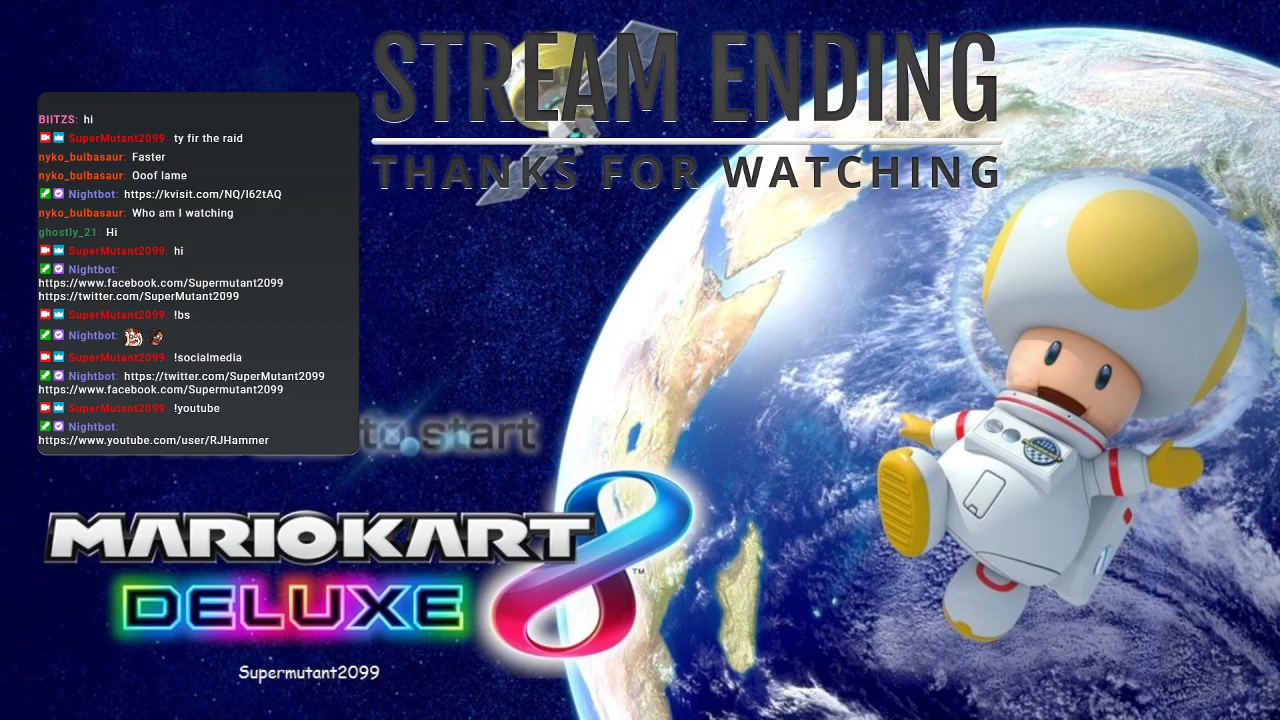 STREAM ENDING
THANKS FOR WATCHING
BIITZS: hi
SuperMutant2099: ty fir the raid
nyko_bulbasaur: Faster
nyko_bulbasaur: Ooof lame
Nightbot: https://kvisit.com/NQ/I62tAQ
nyko_bulbasaur: Who am I watching
ghostly_21: Hi
SuperMutant2099: hi
Nightbot:
https://www.facebook.com/Supermutant2099
https://twitter.com/SuperMutant2099
SuperMutant2099: !bs
Nightbot:
SuperMutant2099: !socialmedia
Nightbot: https://twitter.com/SuperMutant2099
https://www.facebook.com/Supermutant2099
SuperMutant2099: !youtube
Nightbot:
https://www.youtube.com/user/RJHammer
to start
MARIOKART 8
TM
DELUXE
Supermutant2099